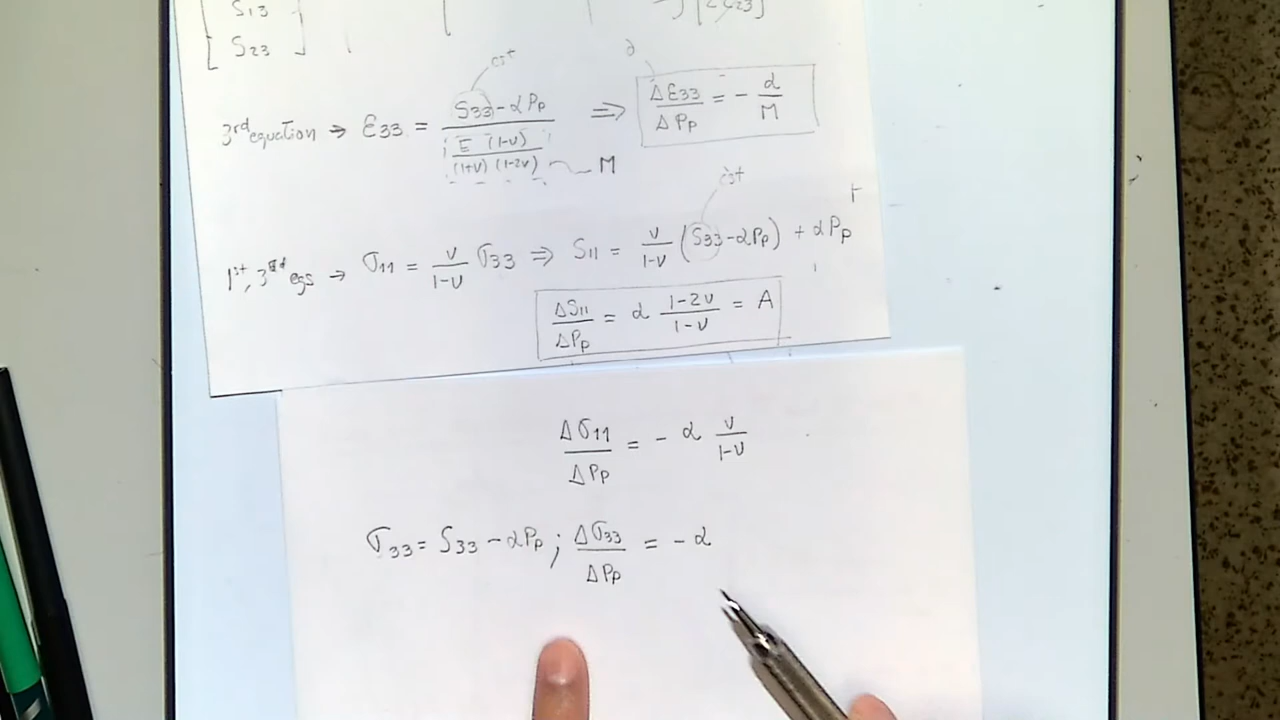 S13
S23
cst
3rd equation → ε33 = (S33 - αPp) / (E (1-ν) / (1+ν) (1-2ν)) ~ M ⇒ Δε33 / ΔPp = - α / M
cst
1st, 3rd eqs → σ11 = ν / 1-ν σ33 ⇒ S11 = ν / 1-ν (S33 - αPp) + αPp
ΔS11 / ΔPp = α 1-2ν / 1-ν = A
Δσ11 / ΔPp = - α ν / 1-ν
σ33 = S33 - αPp ; Δσ33 / ΔPp = - α